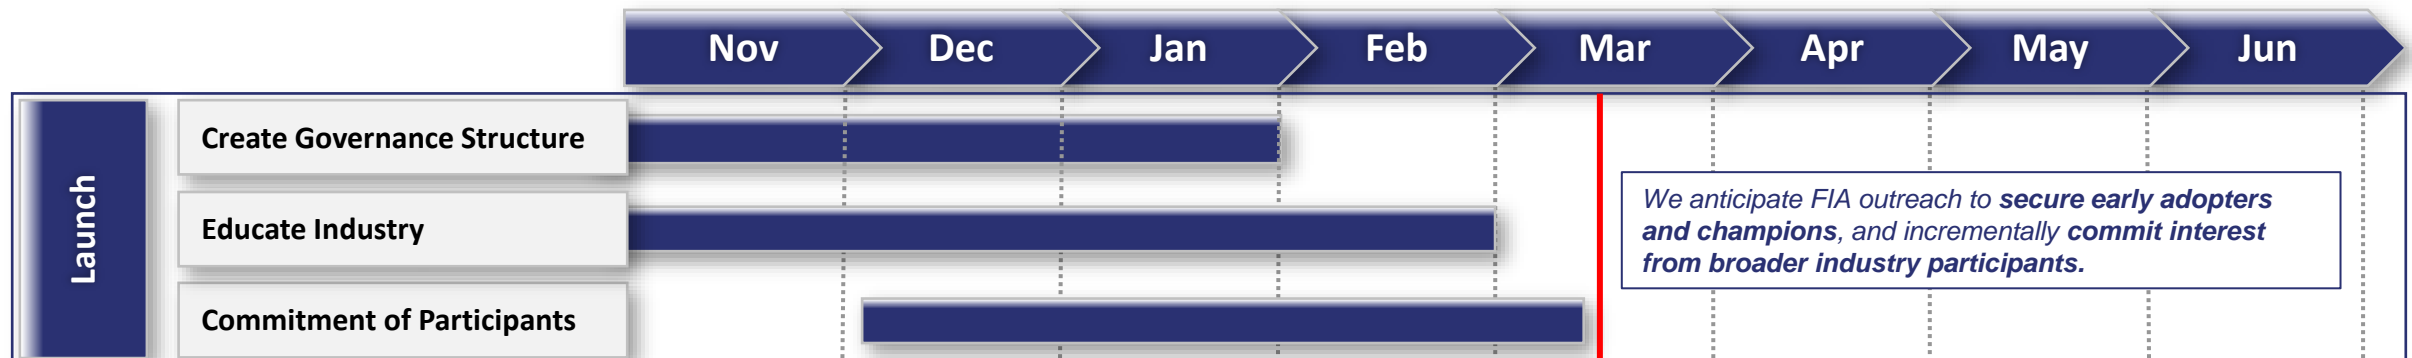 Nov Dec Jan Feb Mar Apr May Jun
Launch
Create Governance Structure
Educate Industry
Commitment of Participants
We anticipate FIA outreach to secure early adopters
and champions, and incrementally commit interest
from broader industry participants.